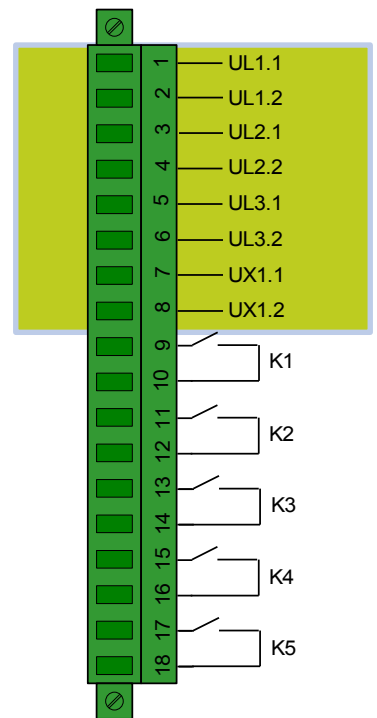 1 UL1.1
2 UL1.2
3 UL2.1
4 UL2.2
5 UL3.1
6 UL3.2
7 UX1.1
8 UX1.2
9
K1
10
11
K2
12
13
K3
14
15
K4
16
17
K5
18